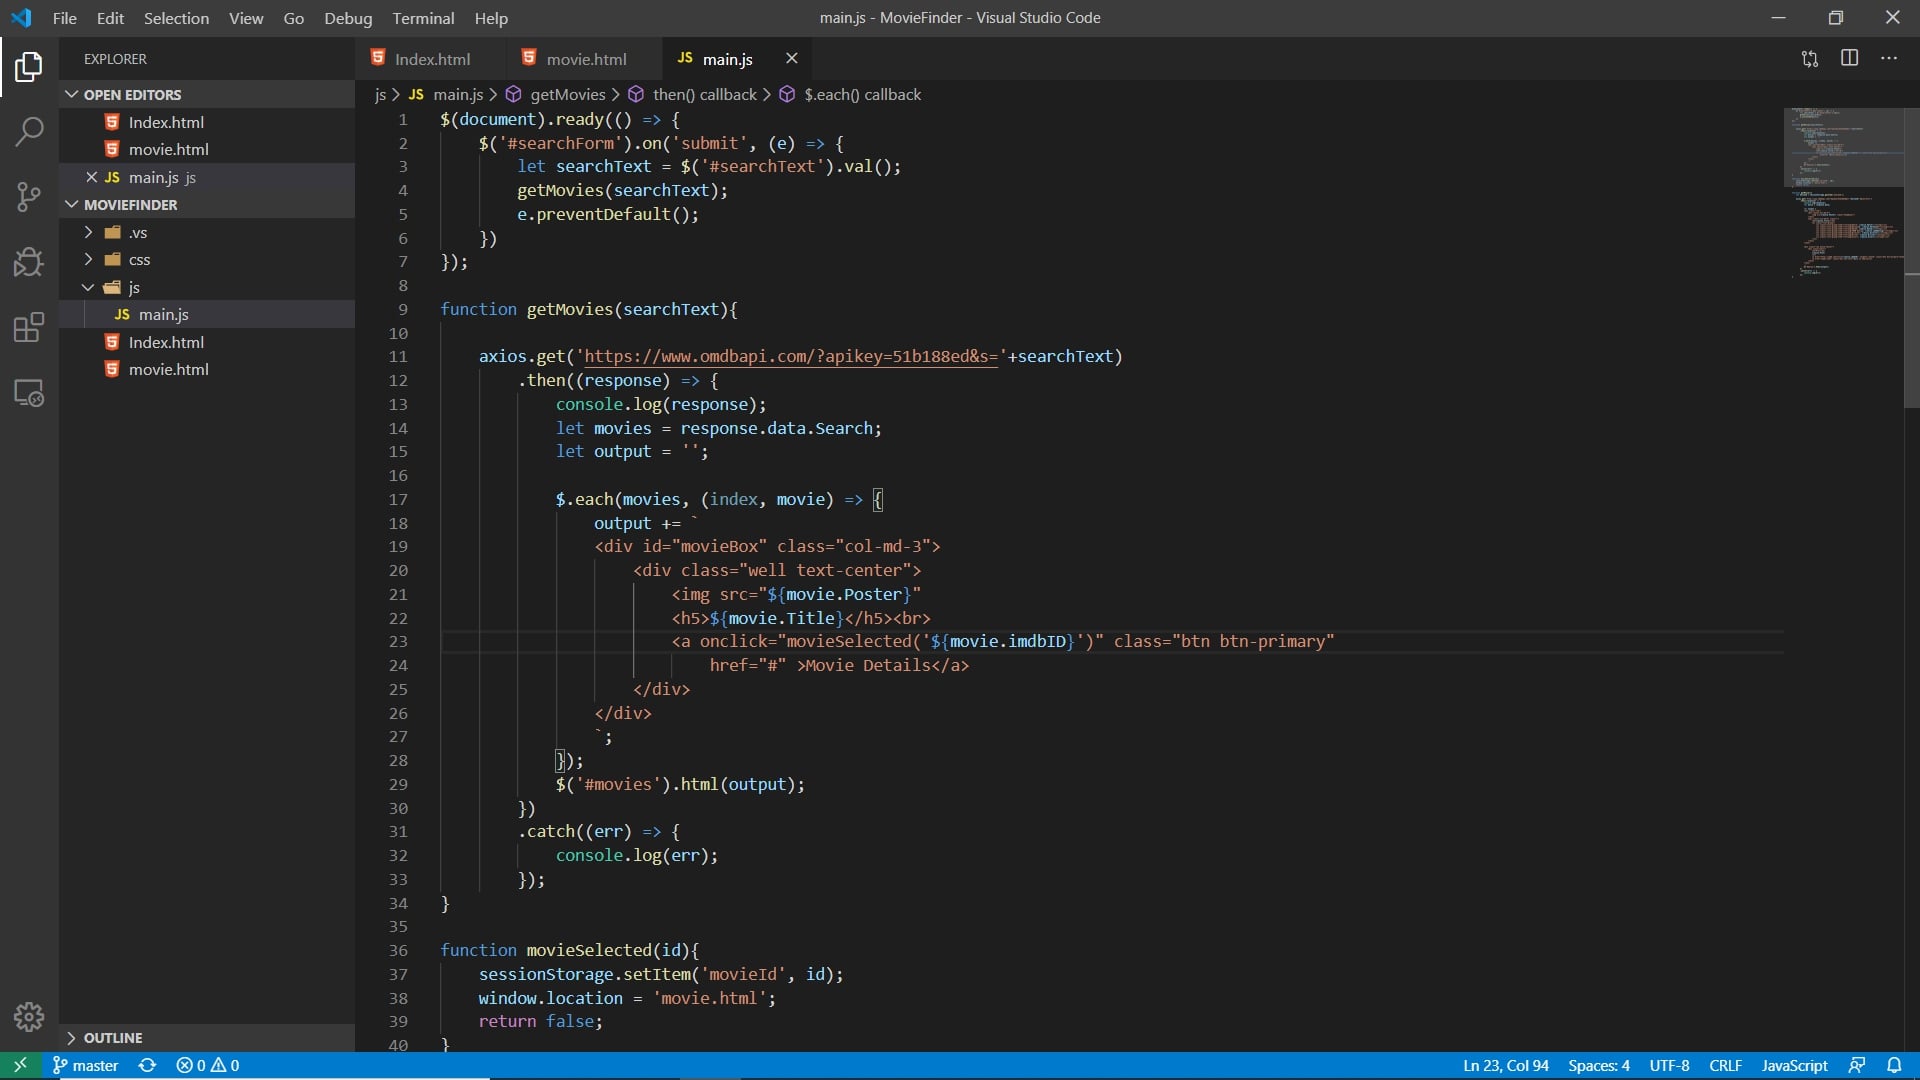 File Edit Selection View Go Debug Terminal Help
main.js - MovieFinder - Visual Studio Code
EXPLORER
OPEN EDITORS
Index.html
movie.html
JS main.js js
MOVIEFINDER
.vs
css
js
JS main.js
Index.html
movie.html
OUTLINE
Index.html movie.html JS main.js
js > JS main.js > getMovies > then() callback > $.each() callback
1 $(document).ready(() => {
2 $('#searchForm').on('submit', (e) => {
3 let searchText = $('#searchText').val();
4 getMovies(searchText);
5 e.preventDefault();
6 })
7 });
8
9 function getMovies(searchText){
10
11 axios.get('https://www.omdbapi.com/?apikey=51b188ed&s='+searchText)
12 .then((response) => {
13 console.log(response);
14 let movies = response.data.Search;
15 let output = '';
16
17 $.each(movies, (index, movie) => {
18 output += `
19 <div id="movieBox" class="col-md-3">
20 <div class="well text-center">
21 <img src="${movie.Poster}"
22 <h5>${movie.Title}</h5><br>
23 <a onclick="movieSelected('${movie.imdbID}')" class="btn btn-primary"
24 href="#" >Movie Details</a>
25 </div>
26 </div>
27 `;
28 });
29 $('#movies').html(output);
30 })
31 .catch((err) => {
32 console.log(err);
33 });
34 }
35
36 function movieSelected(id){
37 sessionStorage.setItem('movieId', id);
38 window.location = 'movie.html';
39 return false;
40 }
master 0 0 Ln 23, Col 94 Spaces: 4 UTF-8 CRLF JavaScript